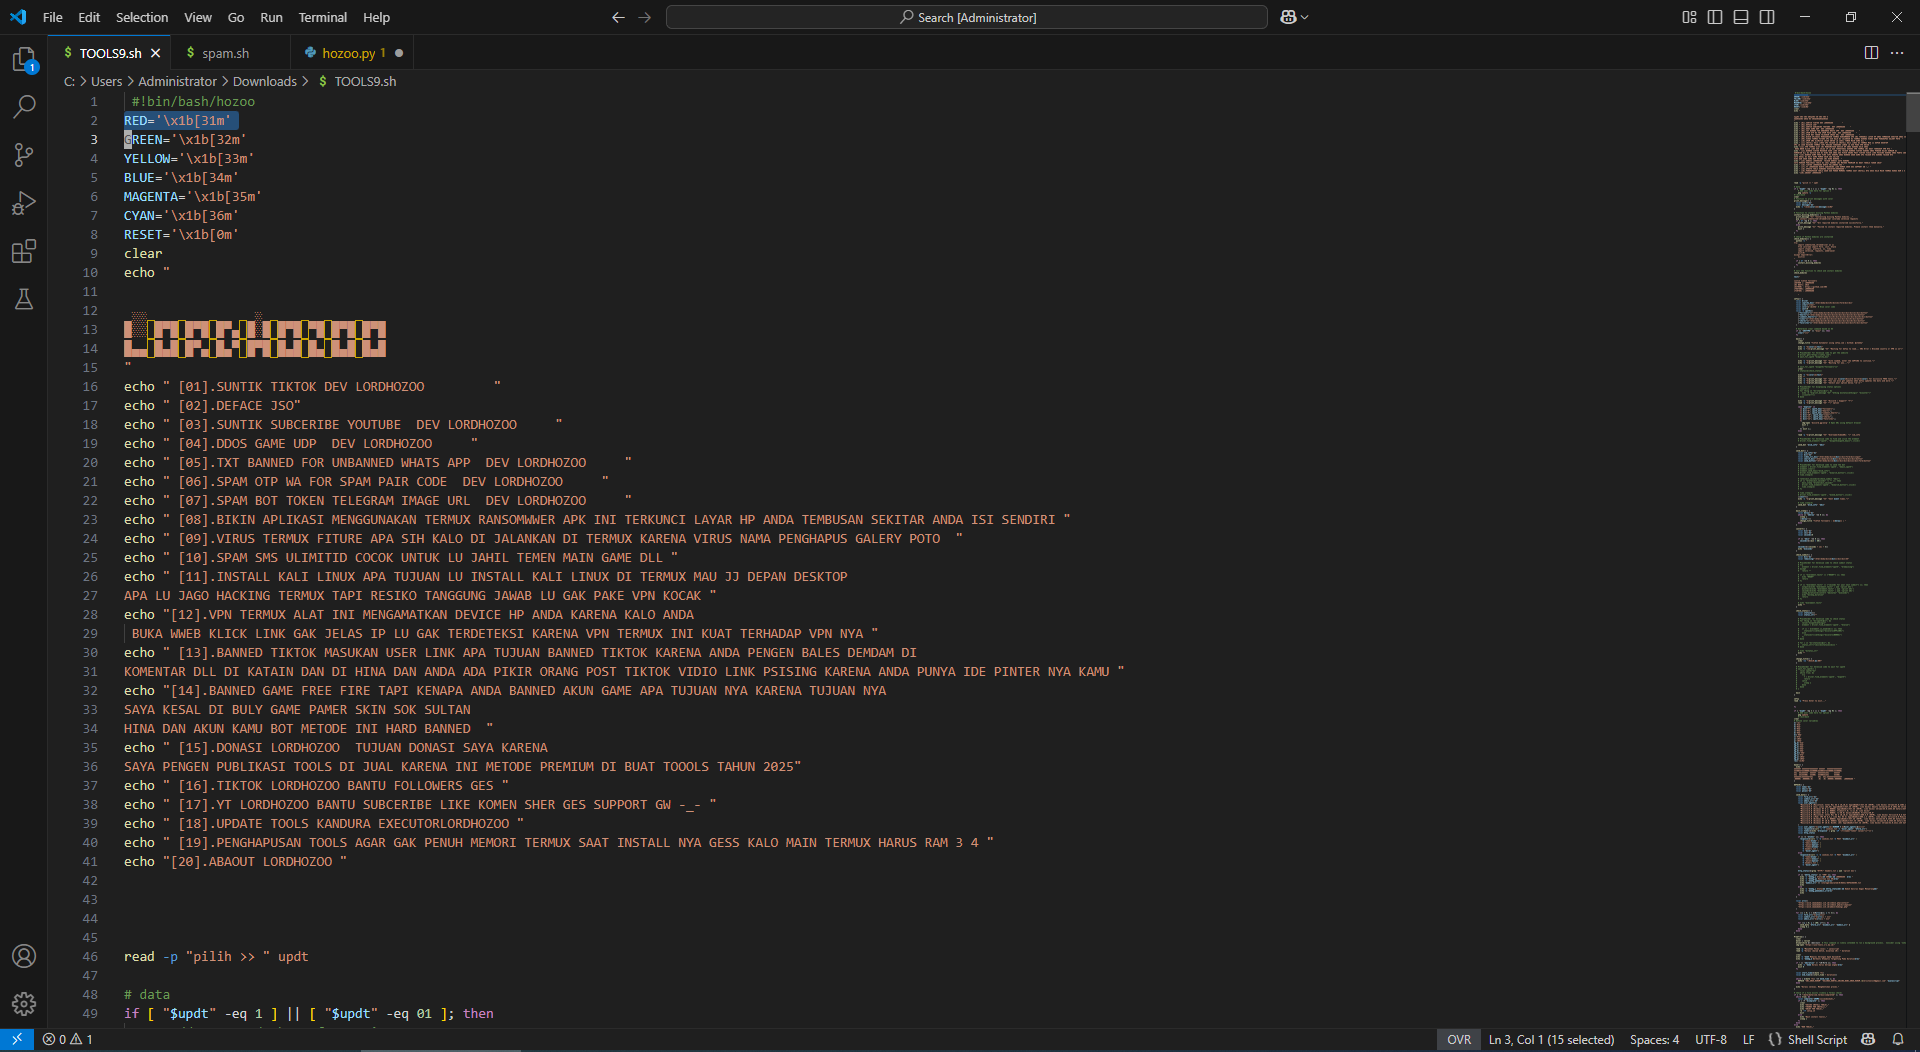 File Edit Selection View Go Run Terminal Help
Search [Administrator]
TOOLS9.sh
spam.sh
hozoo.py 1
1
C: > Users > Administrator > Downloads > $ TOOLS9.sh
1 #!bin/bash/hozoo
2 RED='\x1b[31m'
3 GREEN='\x1b[32m'
4 YELLOW='\x1b[33m'
5 BLUE='\x1b[34m'
6 MAGENTA='\x1b[35m'
7 CYAN='\x1b[36m'
8 RESET='\x1b[0m'
9 clear
10 echo "
11
12
13
14
15 "
16 echo " [01].SUNTIK TIKTOK DEV LORDHOZOO "
17 echo " [02].DEFACE JSO"
18 echo " [03].SUNTIK SUBCERIBE YOUTUBE DEV LORDHOZOO "
19 echo " [04].DDOS GAME UDP DEV LORDHOZOO "
20 echo " [05].TXT BANNED FOR UNBANNED WHATS APP DEV LORDHOZOO "
21 echo " [06].SPAM OTP WA FOR SPAM PAIR CODE DEV LORDHOZOO "
22 echo " [07].SPAM BOT TOKEN TELEGRAM IMAGE URL DEV LORDHOZOO "
23 echo " [08].BIKIN APLIKASI MENGGUNAKAN TERMUX RANSOMWWER APK INI TERKUNCI LAYAR HP ANDA TEMBUSAN SEKITAR ANDA ISI SENDIRI "
24 echo " [09].VIRUS TERMUX FITURE APA SIH KALO DI JALANKAN DI TERMUX KARENA VIRUS NAMA PENGHAPUS GALERY POTO "
25 echo " [10].SPAM SMS ULIMITID COCOK UNTUK LU JAHIL TEMEN MAIN GAME DLL "
26 echo " [11].INSTALL KALI LINUX APA TUJUAN LU INSTALL KALI LINUX DI TERMUX MAU JJ DEPAN DESKTOP
27 APA LU JAGO HACKING TERMUX TAPI RESIKO TANGGUNG JAWAB LU GAK PAKE VPN KOCAK "
28 echo "[12].VPN TERMUX ALAT INI MENGAMATKAN DEVICE HP ANDA KARENA KALO ANDA
29 BUKA WWEB KLICK LINK GAK JELAS IP LU GAK TERDETEKSI KARENA VPN TERMUX INI KUAT TERHADAP VPN NYA "
30 echo " [13].BANNED TIKTOK MASUKAN USER LINK APA TUJUAN BANNED TIKTOK KARENA ANDA PENGEN BALES DEMDAM DI
31 KOMENTAR DLL DI KATAIN DAN DI HINA DAN ANDA ADA PIKIR ORANG POST TIKTOK VIDIO LINK PSISING KARENA ANDA PUNYA IDE PINTER NYA KAMU "
32 echo "[14].BANNED GAME FREE FIRE TAPI KENAPA ANDA BANNED AKUN GAME APA TUJUAN NYA KARENA TUJUAN NYA
33 SAYA KESAL DI BULY GAME PAMER SKIN SOK SULTAN
34 HINA DAN AKUN KAMU BOT METODE INI HARD BANNED "
35 echo " [15].DONASI LORDHOZOO TUJUAN DONASI SAYA KARENA
36 SAYA PENGEN PUBLIKASI TOOLS DI JUAL KARENA INI METODE PREMIUM DI BUAT TOOOLS TAHUN 2025"
37 echo " [16].TIKTOK LORDHOZOO BANTU FOLLOWERS GES "
38 echo " [17].YT LORDHOZOO BANTU SUBCERIBE LIKE KOMEN SHER GES SUPPORT GW -_- "
39 echo " [18].UPDATE TOOLS KANDURA EXECUTORLORDHOZOO "
40 echo " [19].PENGHAPUSAN TOOLS AGAR GAK PENUH MEMORI TERMUX SAAT INSTALL NYA GESS KALO MAIN TERMUX HARUS RAM 3 4 "
41 echo "[20].ABAOUT LORDHOZOO "
42
43
44
45
46 read -p "pilih >> " updt
47
48 # data
49 if [ "$updt" -eq 1 ] || [ "$updt" -eq 01 ]; then
0 1
OVR Ln 3, Col 1 (15 selected) Spaces: 4 UTF-8 LF {} Shell Script